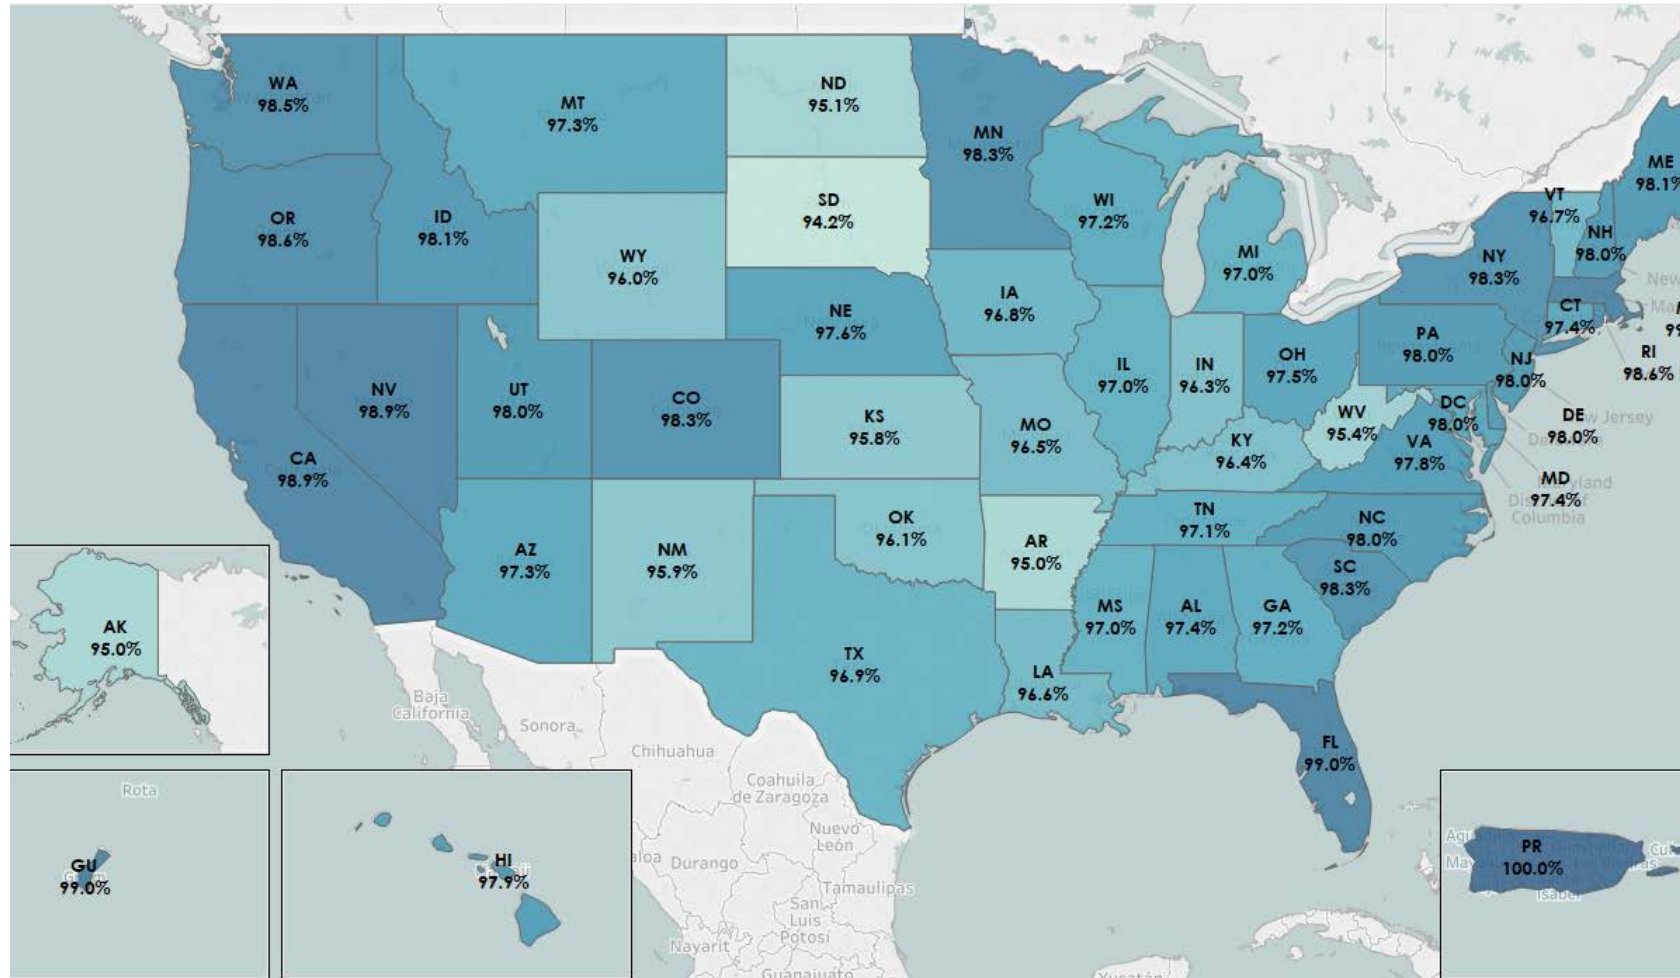 WA
98.5%
MT
97.3%
ND
95.1%
MN
98.3%
ME
98.1%
OR
98.6%
ID
98.1%
WY
96.0%
SD
94.2%
WI
97.2%
MI
97.0%
VT
96.7%
NH
98.0%
NY
98.3%
NE
97.6%
IA
96.8%
CT
97.4%
RI
98.6%
PA
98.0%
NJ
98.0%
NV
98.9%
UT
98.0%
CO
98.3%
KS
95.8%
MO
96.5%
IL
97.0%
IN
96.3%
OH
97.5%
WV
95.4%
DC
98.0%
DE
98.0%
VA
97.8%
MD
97.4%
KY
96.4%
CA
98.9%
AZ
97.3%
NM
95.9%
OK
96.1%
AR
95.0%
TN
97.1%
NC
98.0%
SC
98.3%
MS
97.0%
AL
97.4%
GA
97.2%
TX
96.9%
LA
96.6%
FL
99.0%
AK
95.0%
GU
99.0%
HI
97.9%
PR
100.0%
Baja
California
Sonora
Chihuahua
Coahuila
de Zaragoza
Nuevo
León
Durango
Tamaulipas
San
Luis
Potosí
Nayarit
Guanajuato
Yucatán
Rota
Isabel
Columbia